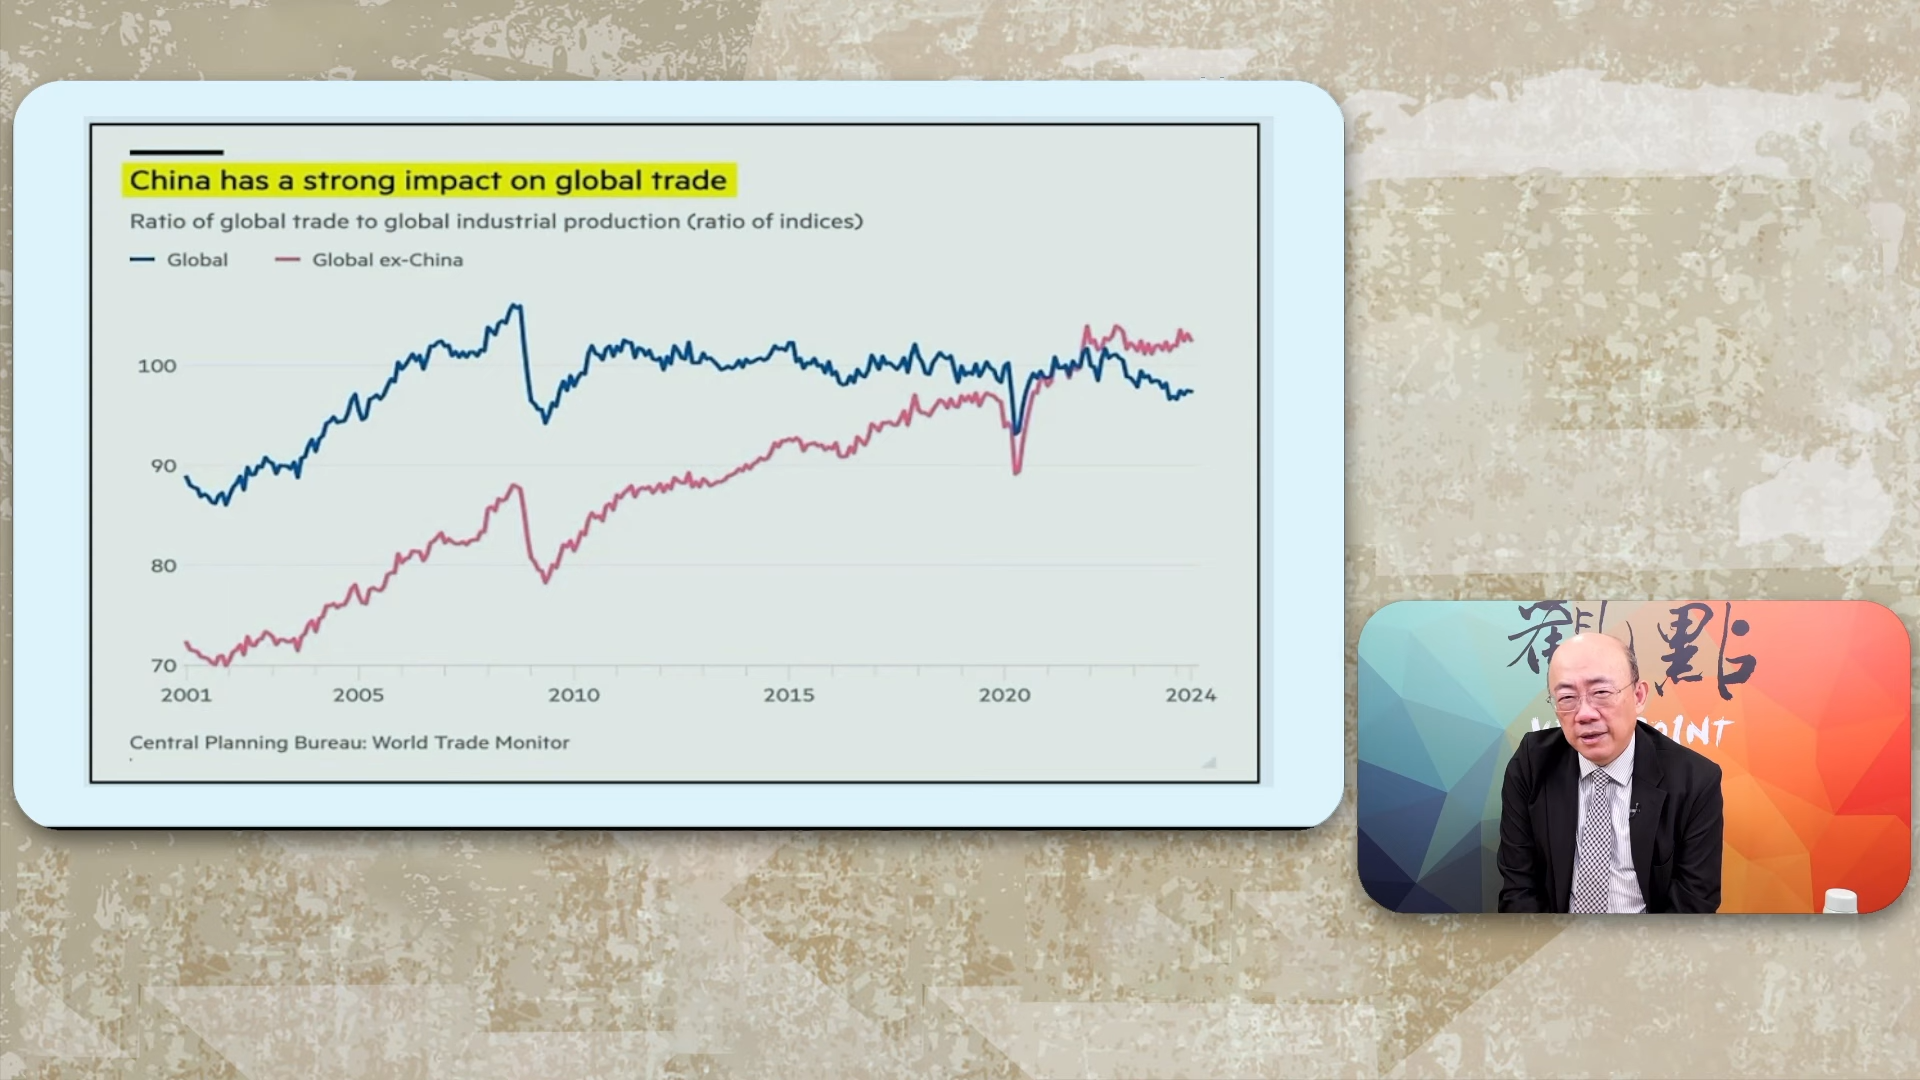 China has a strong impact on global trade
Ratio of global trade to global industrial production (ratio of indices)
Global
Global ex-China
100
90
80
70
2001
2005
2010
2015
2020
2024
Central Planning Bureau: World Trade Monitor
觀點